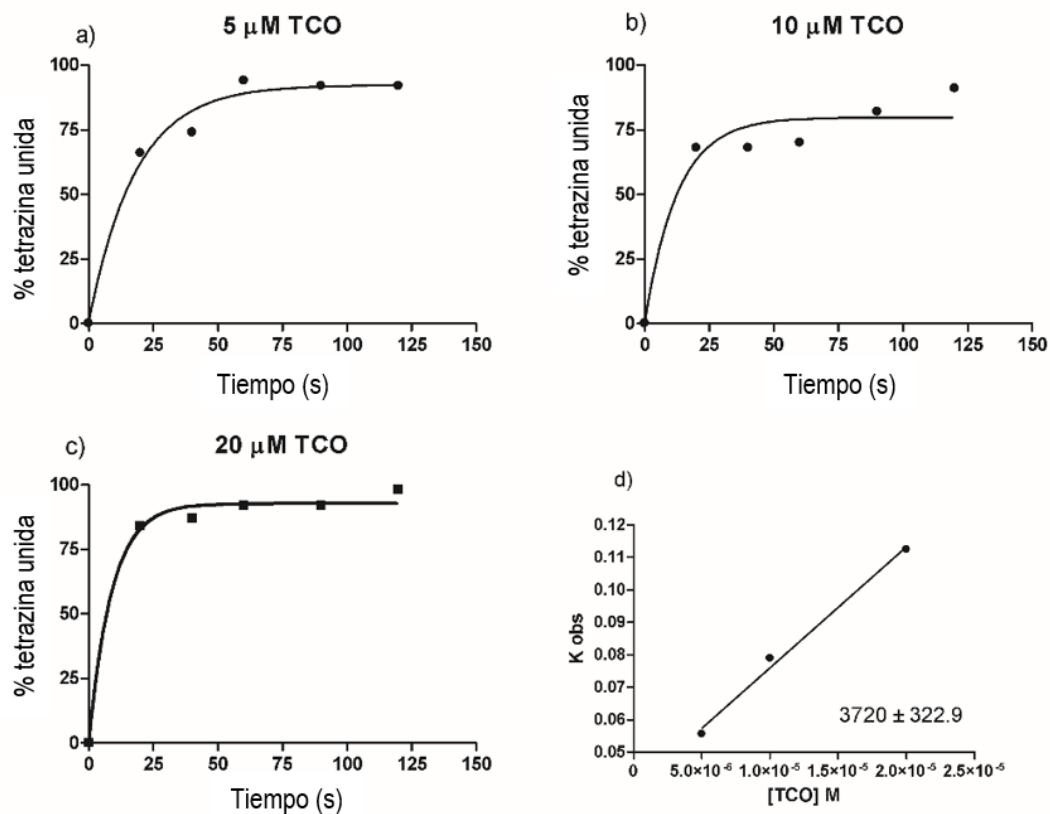 a)
5 μM TCO
% tetrazina unida
100
75
50
25
0
0 25 50 75 100 125 150
Tiempo (s)
b)
10 μM TCO
% tetrazina unida
100
75
50
25
0
0 25 50 75 100 125 150
Tiempo (s)
c)
20 μM TCO
% tetrazina unida
100
75
50
25
0
0 25 50 75 100 125 150
Tiempo (s)
d)
K obs
0.12
0.11
0.10
0.09
0.08
0.07
0.06
0.05
3720 ± 322.9
0 5.0×10⁻⁶ 1.0×10⁻⁵ 1.5×10⁻⁵ 2.0×10⁻⁵ 2.5×10⁻⁵
[TCO] M